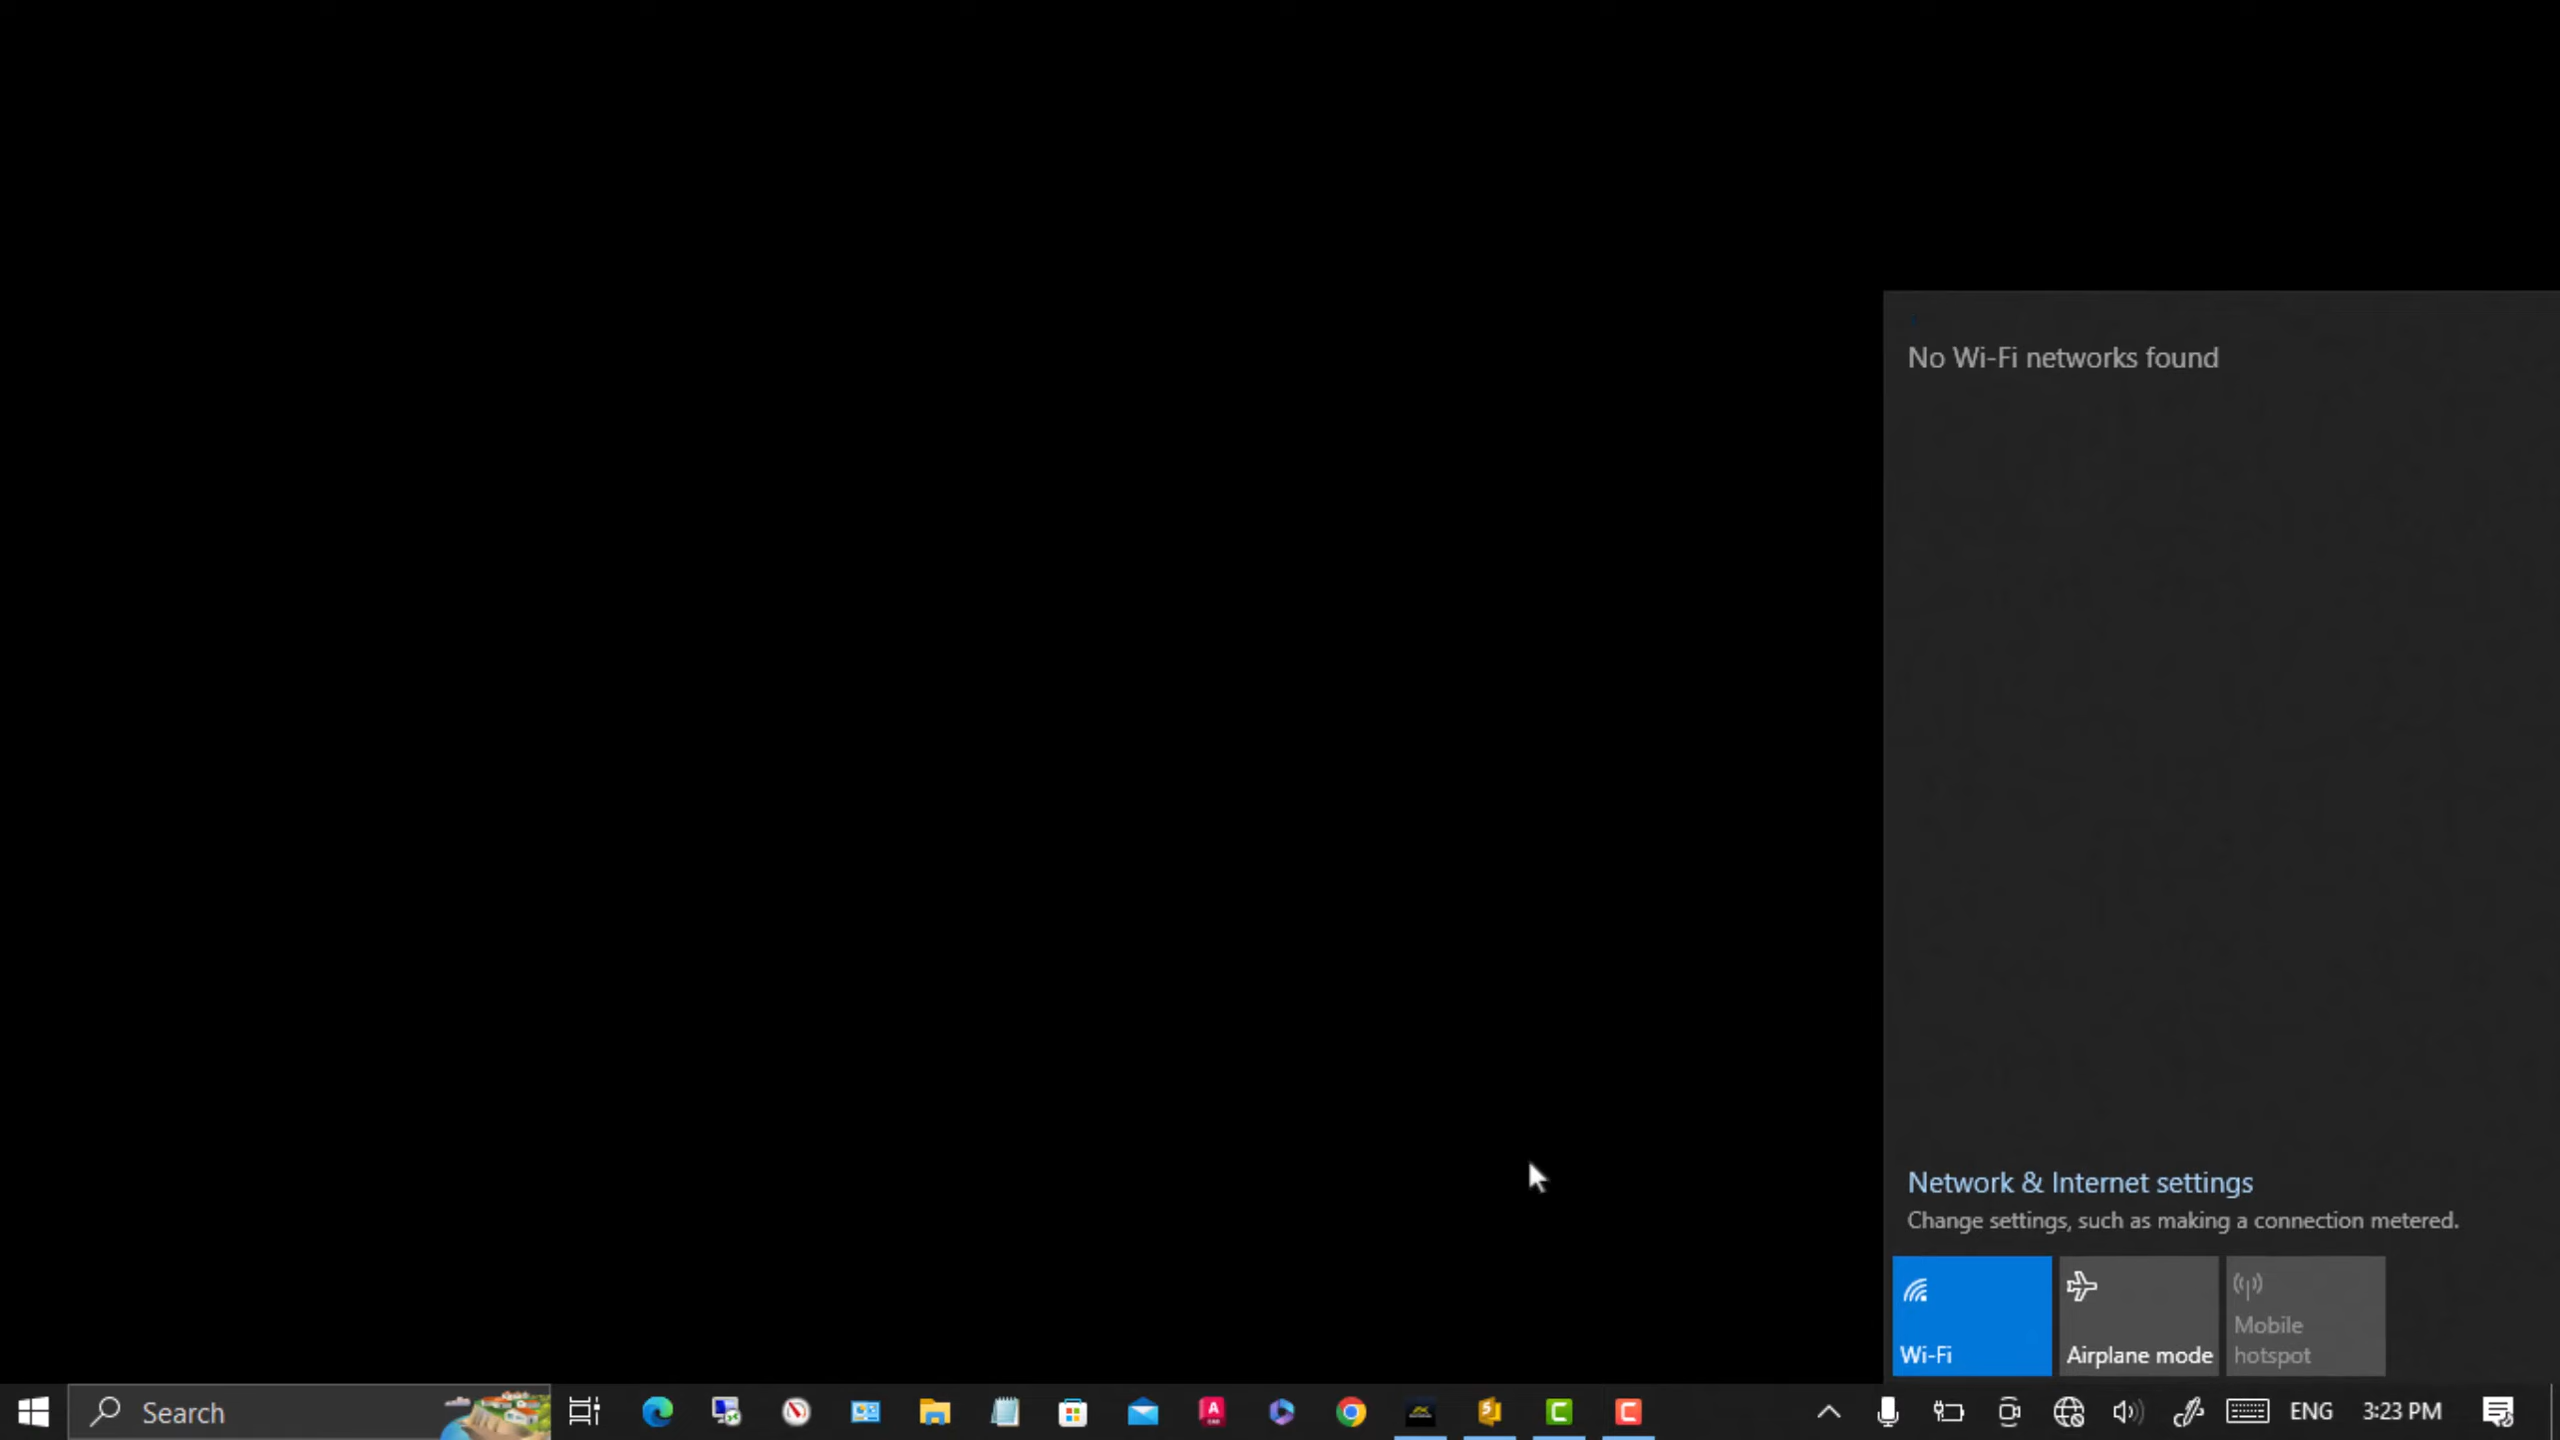 No Wi-Fi networks found
Network & Internet settings
Change settings, such as making a connection metered.
Wi-Fi
Airplane mode
Mobile
hotspot
Search
ENG
3:23 PM